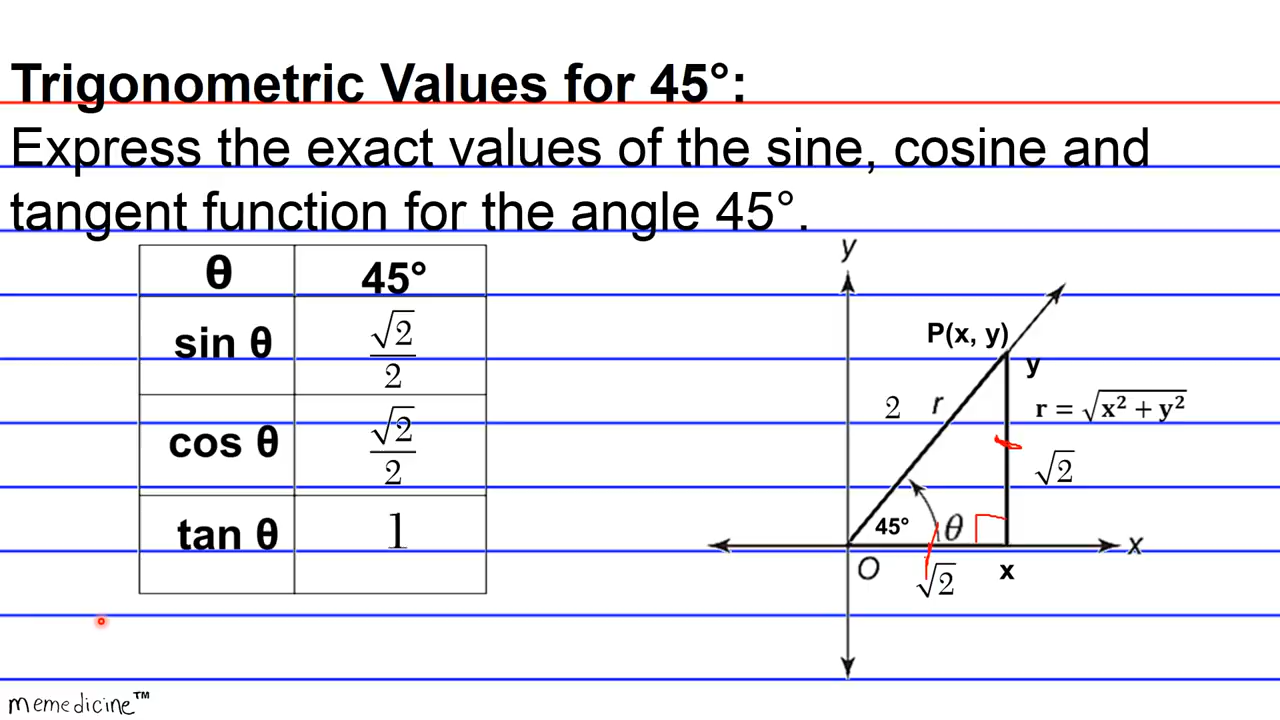 Trigonometric Values for 45°:
Express the exact values of the sine, cosine and
tangent function for the angle 45°.
θ 45°
sin θ √2/2
cos θ √2/2
tan θ 1
y
P(x, y)
y
2 r r = √x² + y²
√2
45° θ
x
O √2 x
memedicine™